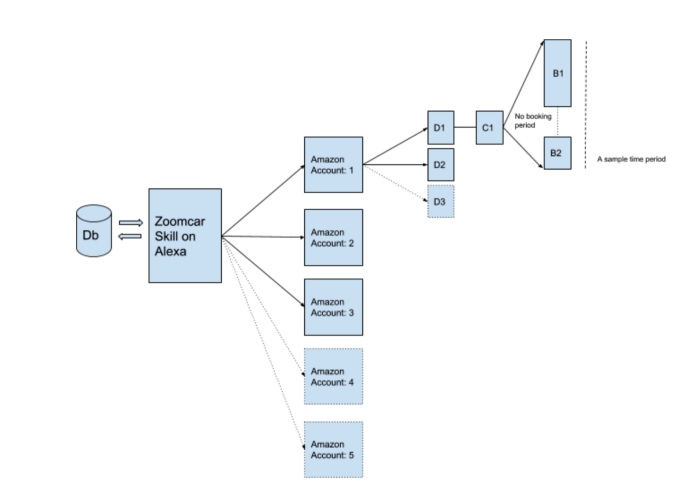 Db
Zoomcar
Skill on
Alexa
Amazon
Account: 1
Amazon
Account: 2
Amazon
Account: 3
Amazon
Account: 4
Amazon
Account: 5
D1
D2
D3
C1
No booking
period
B1
B2
A sample time period